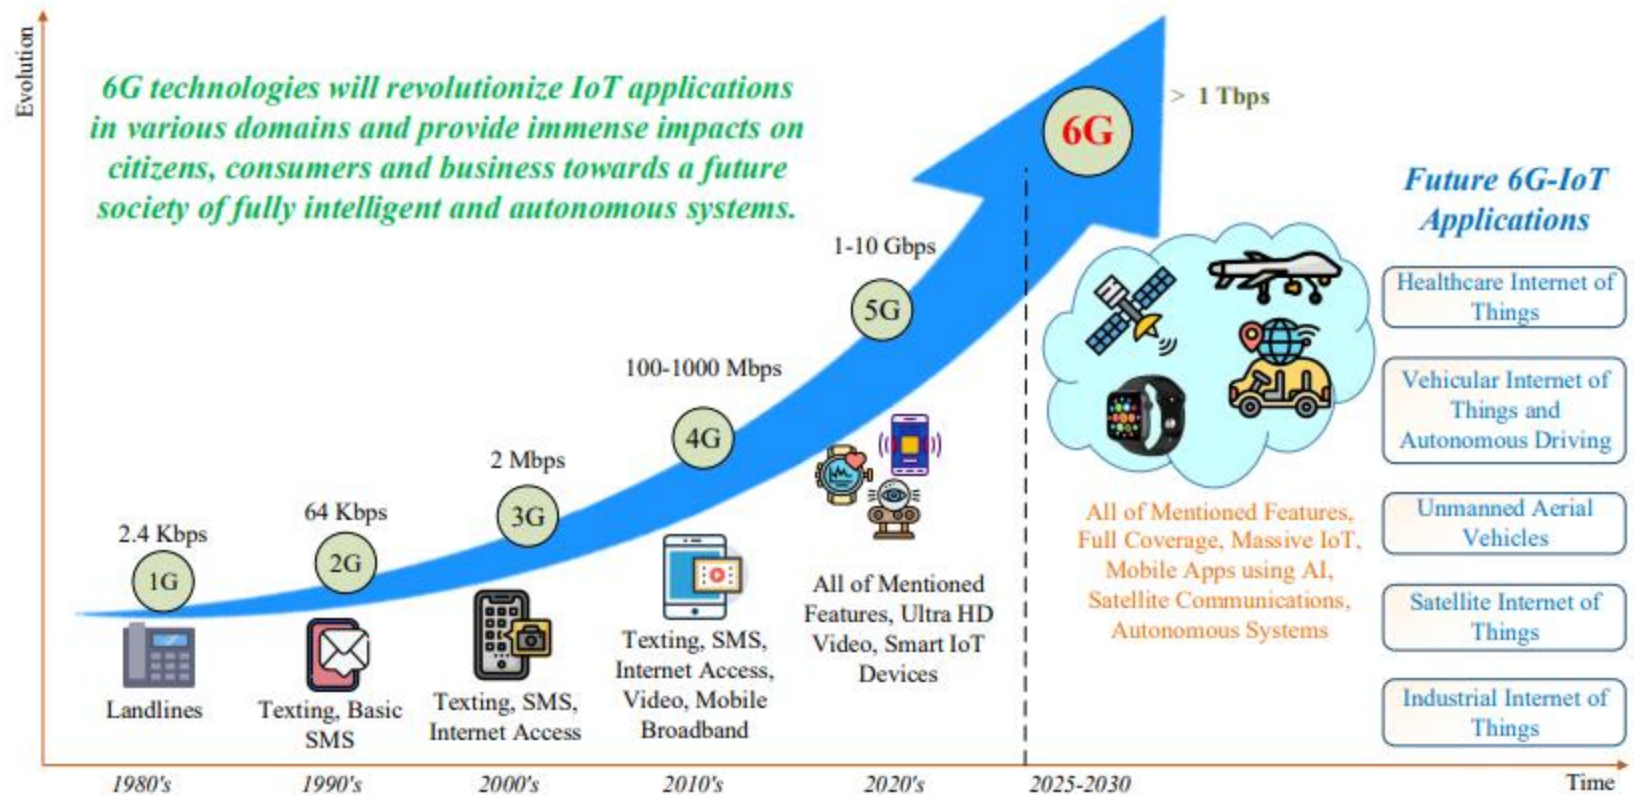 Evolution
6G technologies will revolutionize IoT applications
in various domains and provide immense impacts on
citizens, consumers and business towards a future
society of fully intelligent and autonomous systems.
2.4 Kbps
1G
Landlines
64 Kbps
2G
Texting, Basic
SMS
2 Mbps
3G
Texting, SMS,
Internet Access
100-1000 Mbps
4G
Texting, SMS,
Internet Access,
Video, Mobile
Broadband
1-10 Gbps
5G
All of Mentioned
Features, Ultra HD
Video, Smart IoT
Devices
6G
> 1 Tbps
All of Mentioned Features,
Full Coverage, Massive IoT,
Mobile Apps using AI,
Satellite Communications,
Autonomous Systems
Future 6G-IoT
Applications
Healthcare Internet of
Things
Vehicular Internet of
Things and
Autonomous Driving
Unmanned Aerial
Vehicles
Satellite Internet of
Things
Industrial Internet of
Things
1980's
1990's
2000's
2010's
2020's
2025-2030
Time